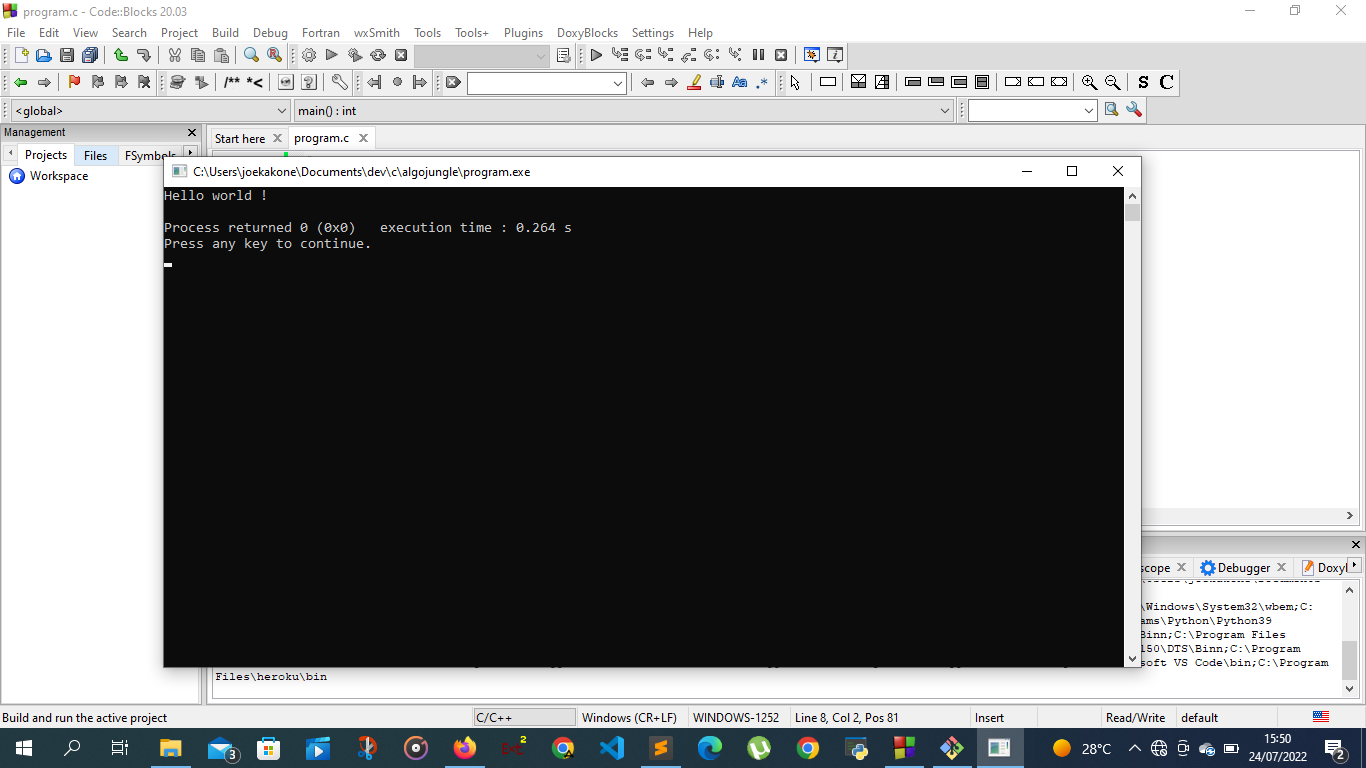 program.c - Code::Blocks 20.03
File Edit View Search Project Build Debug Fortran wxSmith Tools Tools+ Plugins DoxyBlocks Settings Help
/** *<
S C
<global> main() : int
Management
Start here program.c
Projects Files FSymbols
Workspace
C:\Users\joekakone\Documents\dev\c\algojungle\program.exe
Hello world !
Process returned 0 (0x0) execution time : 0.264 s
Press any key to continue.
scope Debugger Doxy
\Windows\System32\wbem;C:
ams\Python\Python39
Binn;C:\Program Files
150\DTS\Binn;C:\Program
soft VS Code\bin;C:\Program
Files\heroku\bin
Build and run the active project C/C++ Windows (CR+LF) WINDOWS-1252 Line 8, Col 2, Pos 81 Insert Read/Write default
3 28°C 15:50
24/07/2022 2